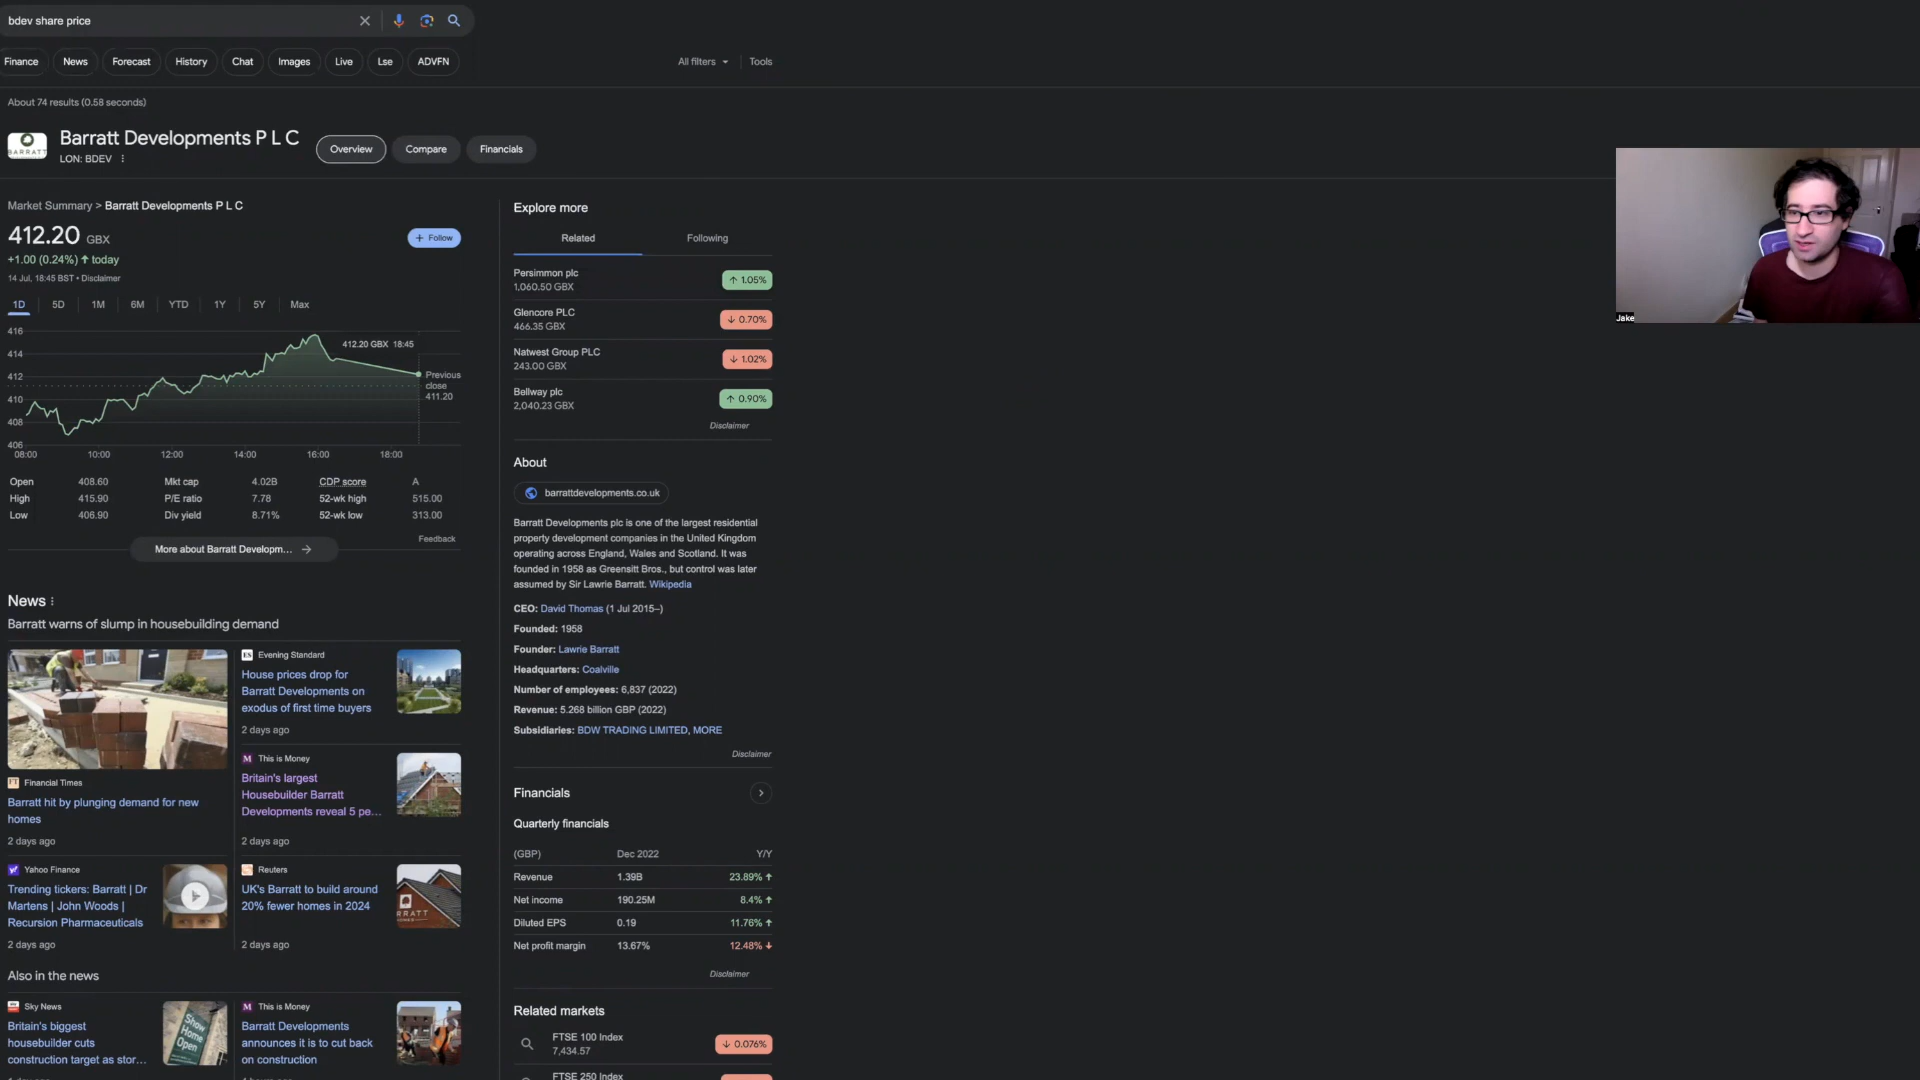 bdev share price
Finance News Forecast History Chat Images Live Lse ADVFN
All filters Tools
About 74 results (0.58 seconds)
BARRATT
Barratt Developments P L C
LON: BDEV
Overview Compare Financials
Market Summary > Barratt Developments P L C
412.20 GBX
+ Follow
+1.00 (0.24%) ↑ today
14 Jul, 18:45 BST • Disclaimer
1D 5D 1M 6M YTD 1Y 5Y Max
416
414
412
410
408
406
412.20 GBX 18:45
Previous
close
411.20
08:00 10:00 12:00 14:00 16:00 18:00
Open 408.60 Mkt cap 4.02B CDP score A
High 415.90 P/E ratio 7.78 52-wk high 515.00
Low 406.90 Div yield 8.71% 52-wk low 313.00
Feedback
More about Barratt Developm... →
News
Barratt warns of slump in housebuilding demand
Financial Times
Barratt hit by plunging demand for new
homes
2 days ago
ES Evening Standard
House prices drop for
Barratt Developments on
exodus of first time buyers
2 days ago
M This is Money
Britain's largest
Housebuilder Barratt
Developments reveal 5 pe...
2 days ago
Yahoo Finance
Trending tickers: Barratt | Dr
Martens | John Woods |
Recursion Pharmaceuticals
2 days ago
Reuters
UK's Barratt to build around
20% fewer homes in 2024
2 days ago
Also in the news
Sky News
Britain's biggest
housebuilder cuts
construction target as stor...
Show
Home
Open
M This is Money
Barratt Developments
announces it is to cut back
on construction
Explore more
Related Following
Persimmon plc
1,060.50 GBX
↑ 1.05%
Glencore PLC
466.35 GBX
↓ 0.70%
Natwest Group PLC
243.00 GBX
↓ 1.02%
Bellway plc
2,040.23 GBX
↑ 0.90%
Disclaimer
About
barrattdevelopments.co.uk
Barratt Developments plc is one of the largest residential
property development companies in the United Kingdom
operating across England, Wales and Scotland. It was
founded in 1958 as Greensitt Bros., but control was later
assumed by Sir Lawrie Barratt. Wikipedia
CEO: David Thomas (1 Jul 2015–)
Founded: 1958
Founder: Lawrie Barratt
Headquarters: Coalville
Number of employees: 6,837 (2022)
Revenue: 5.268 billion GBP (2022)
Subsidiaries: BDW TRADING LIMITED, MORE
Disclaimer
Financials
Quarterly financials
(GBP) Dec 2022 Y/Y
Revenue 1.39B 23.89% ↑
Net income 190.25M 8.4% ↑
Diluted EPS 0.19 11.76% ↑
Net profit margin 13.67% 12.48% ↓
Disclaimer
Related markets
FTSE 100 Index
7,434.57
↓ 0.076%
FTSE 250 Index
Jake